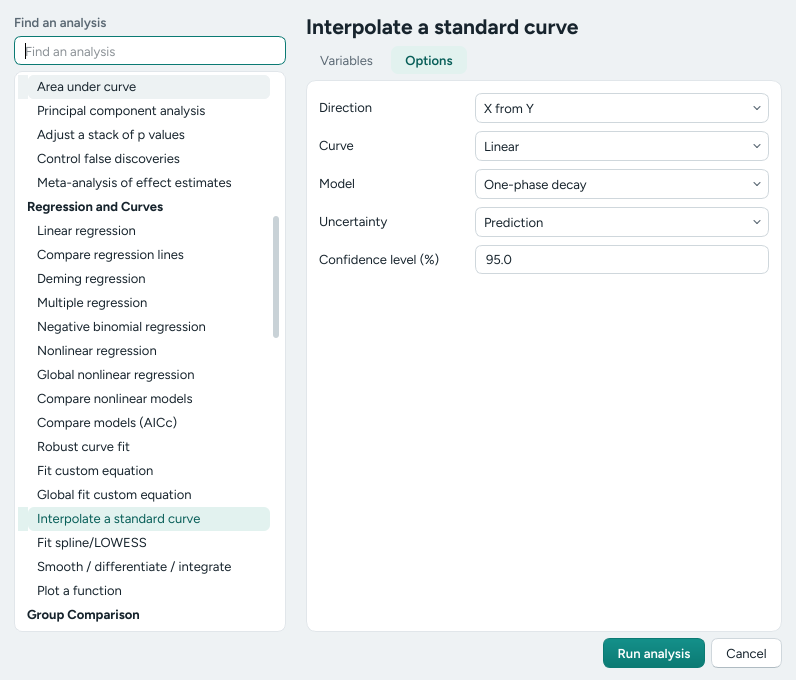 Find an analysis
Find an analysis
Area under curve
Principal component analysis
Adjust a stack of p values
Control false discoveries
Meta-analysis of effect estimates
Regression and Curves
Linear regression
Compare regression lines
Deming regression
Multiple regression
Negative binomial regression
Nonlinear regression
Global nonlinear regression
Compare nonlinear models
Compare models (AICc)
Robust curve fit
Fit custom equation
Global fit custom equation
Interpolate a standard curve
Fit spline/LOWESS
Smooth / differentiate / integrate
Plot a function
Group Comparison
Interpolate a standard curve
Variables Options
Direction X from Y
Curve Linear
Model One-phase decay
Uncertainty Prediction
Confidence level (%) 95.0
Run analysis Cancel